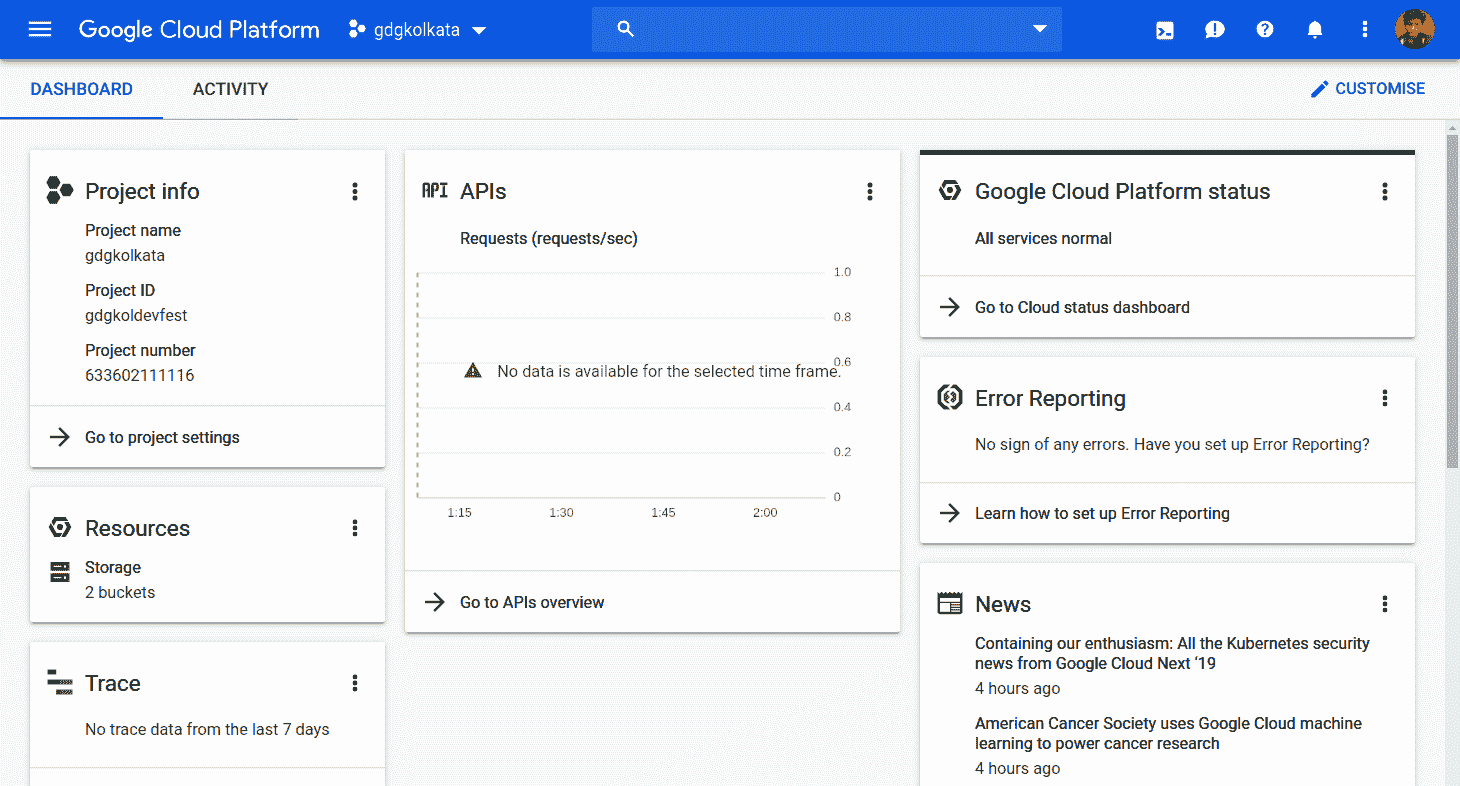 Google Cloud Platform
gdgkolkata
DASHBOARD
ACTIVITY
CUSTOMISE
Project info
Project name
gdgkolkata
Project ID
gdgkoldevfest
Project number
633602111116
Go to project settings
Resources
Storage
2 buckets
Trace
No trace data from the last 7 days
API APIs
Requests (requests/sec)
1.0
0.8
0.6
No data is available for the selected time frame.
0.4
0.2
0
1:15 1:30 1:45 2:00
Go to APIs overview
Google Cloud Platform status
All services normal
Go to Cloud status dashboard
Error Reporting
No sign of any errors. Have you set up Error Reporting?
Learn how to set up Error Reporting
News
Containing our enthusiasm: All the Kubernetes security
news from Google Cloud Next ‘19
4 hours ago
American Cancer Society uses Google Cloud machine
learning to power cancer research
4 hours ago